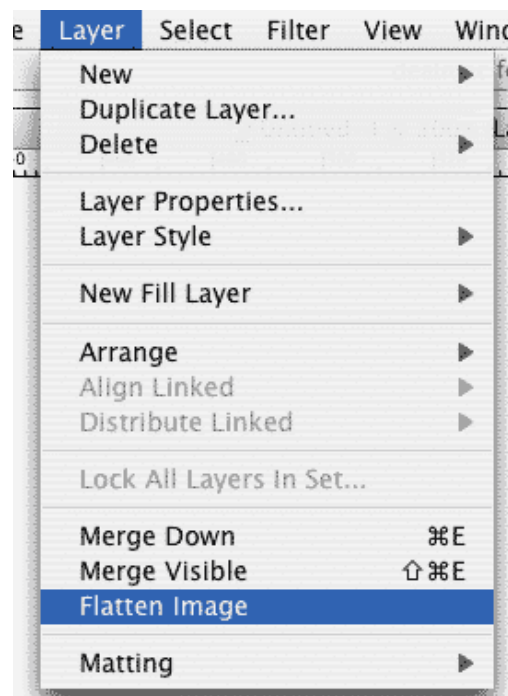 Layer Select Filter View
New
Duplicate Layer...
Delete
Layer Properties...
Layer Style
New Fill Layer
Arrange
Align Linked
Distribute Linked
Lock All Layers In Set...
Merge Down ⌘E
Merge Visible ⇧⌘E
Flatten Image
Matting